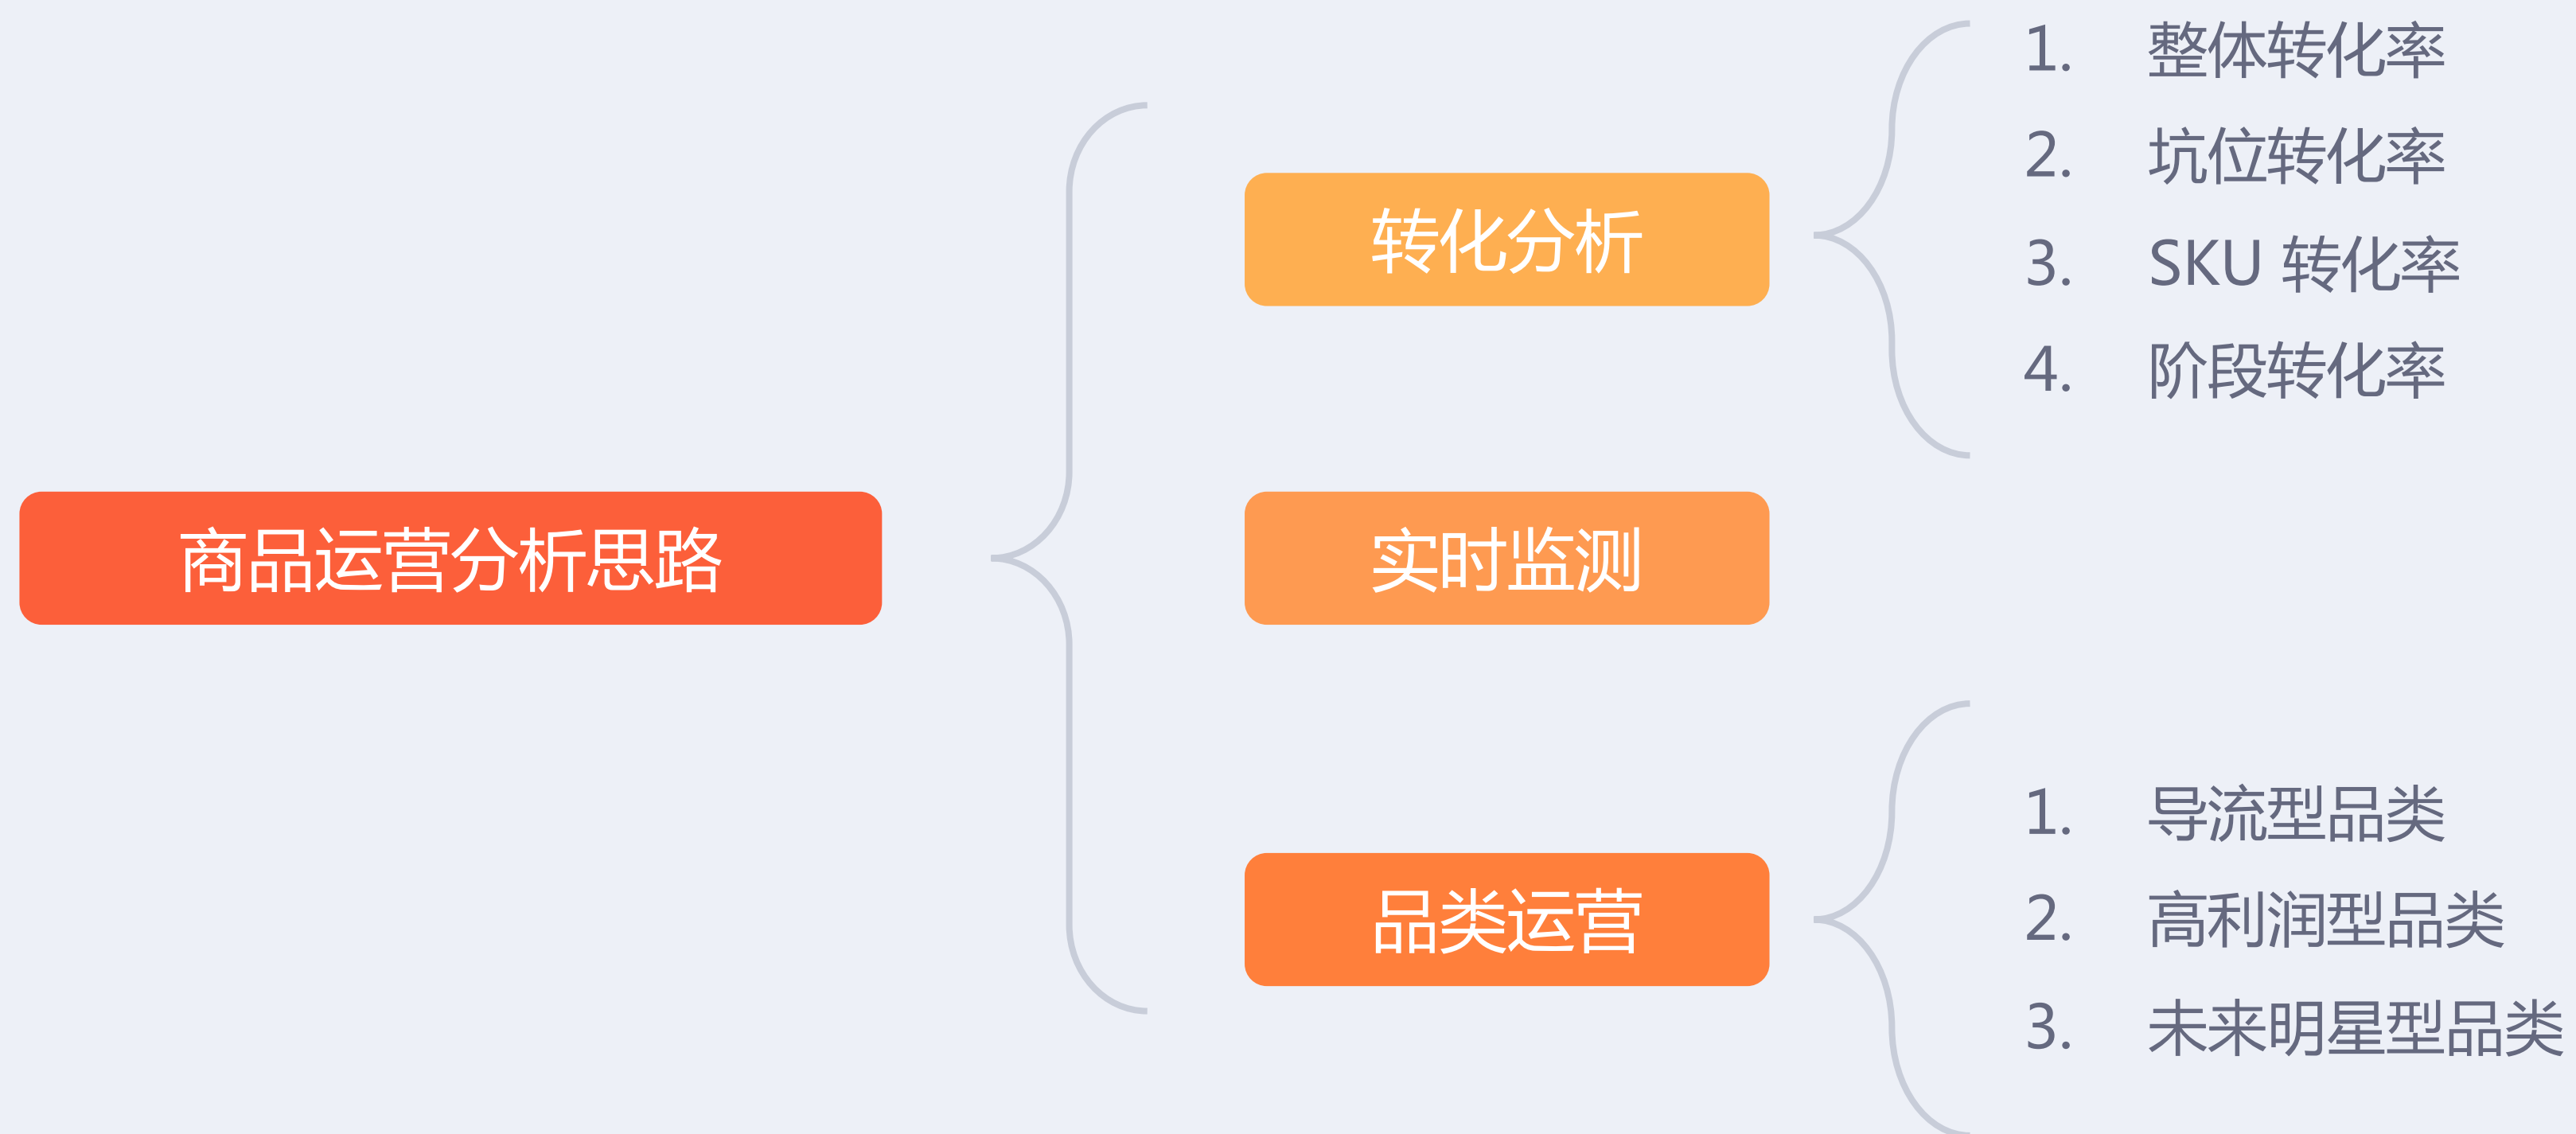 商品运营分析思路
转化分析
1. 整体转化率
2. 坑位转化率
3. SKU 转化率
4. 阶段转化率
实时监测
品类运营
1. 导流型品类
2. 高利润型品类
3. 未来明星型品类